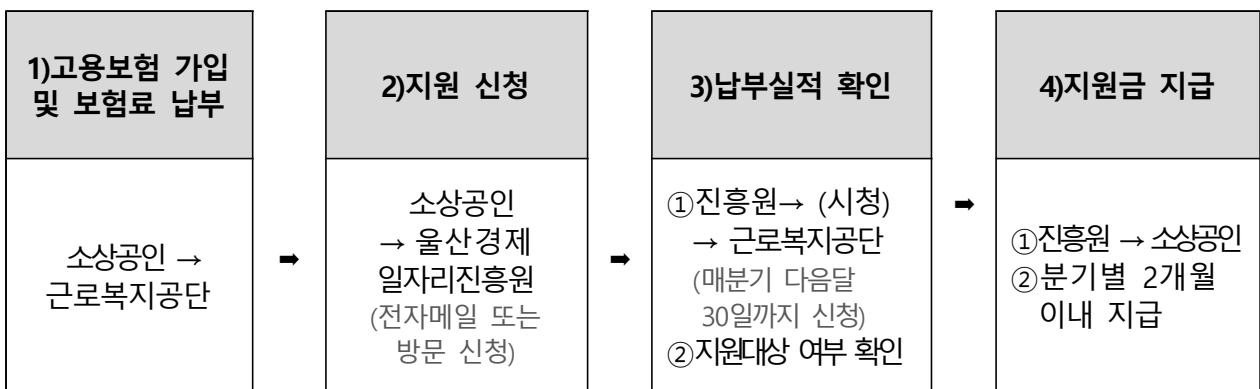 1)고용보험 가입
및 보험료 납부
2)지원 신청
3)납부실적 확인
4)지원금 지급
소상공인 →
근로복지공단
➡
소상공인
→ 울산경제
일자리진흥원
(전자메일 또는
방문 신청)
➡
①진흥원→ (시청)
→ 근로복지공단
(매분기 다음달
30일까지 신청)
②지원대상 여부 확인
➡
①진흥원 → 소상공인
②분기별 2개월
이내 지급